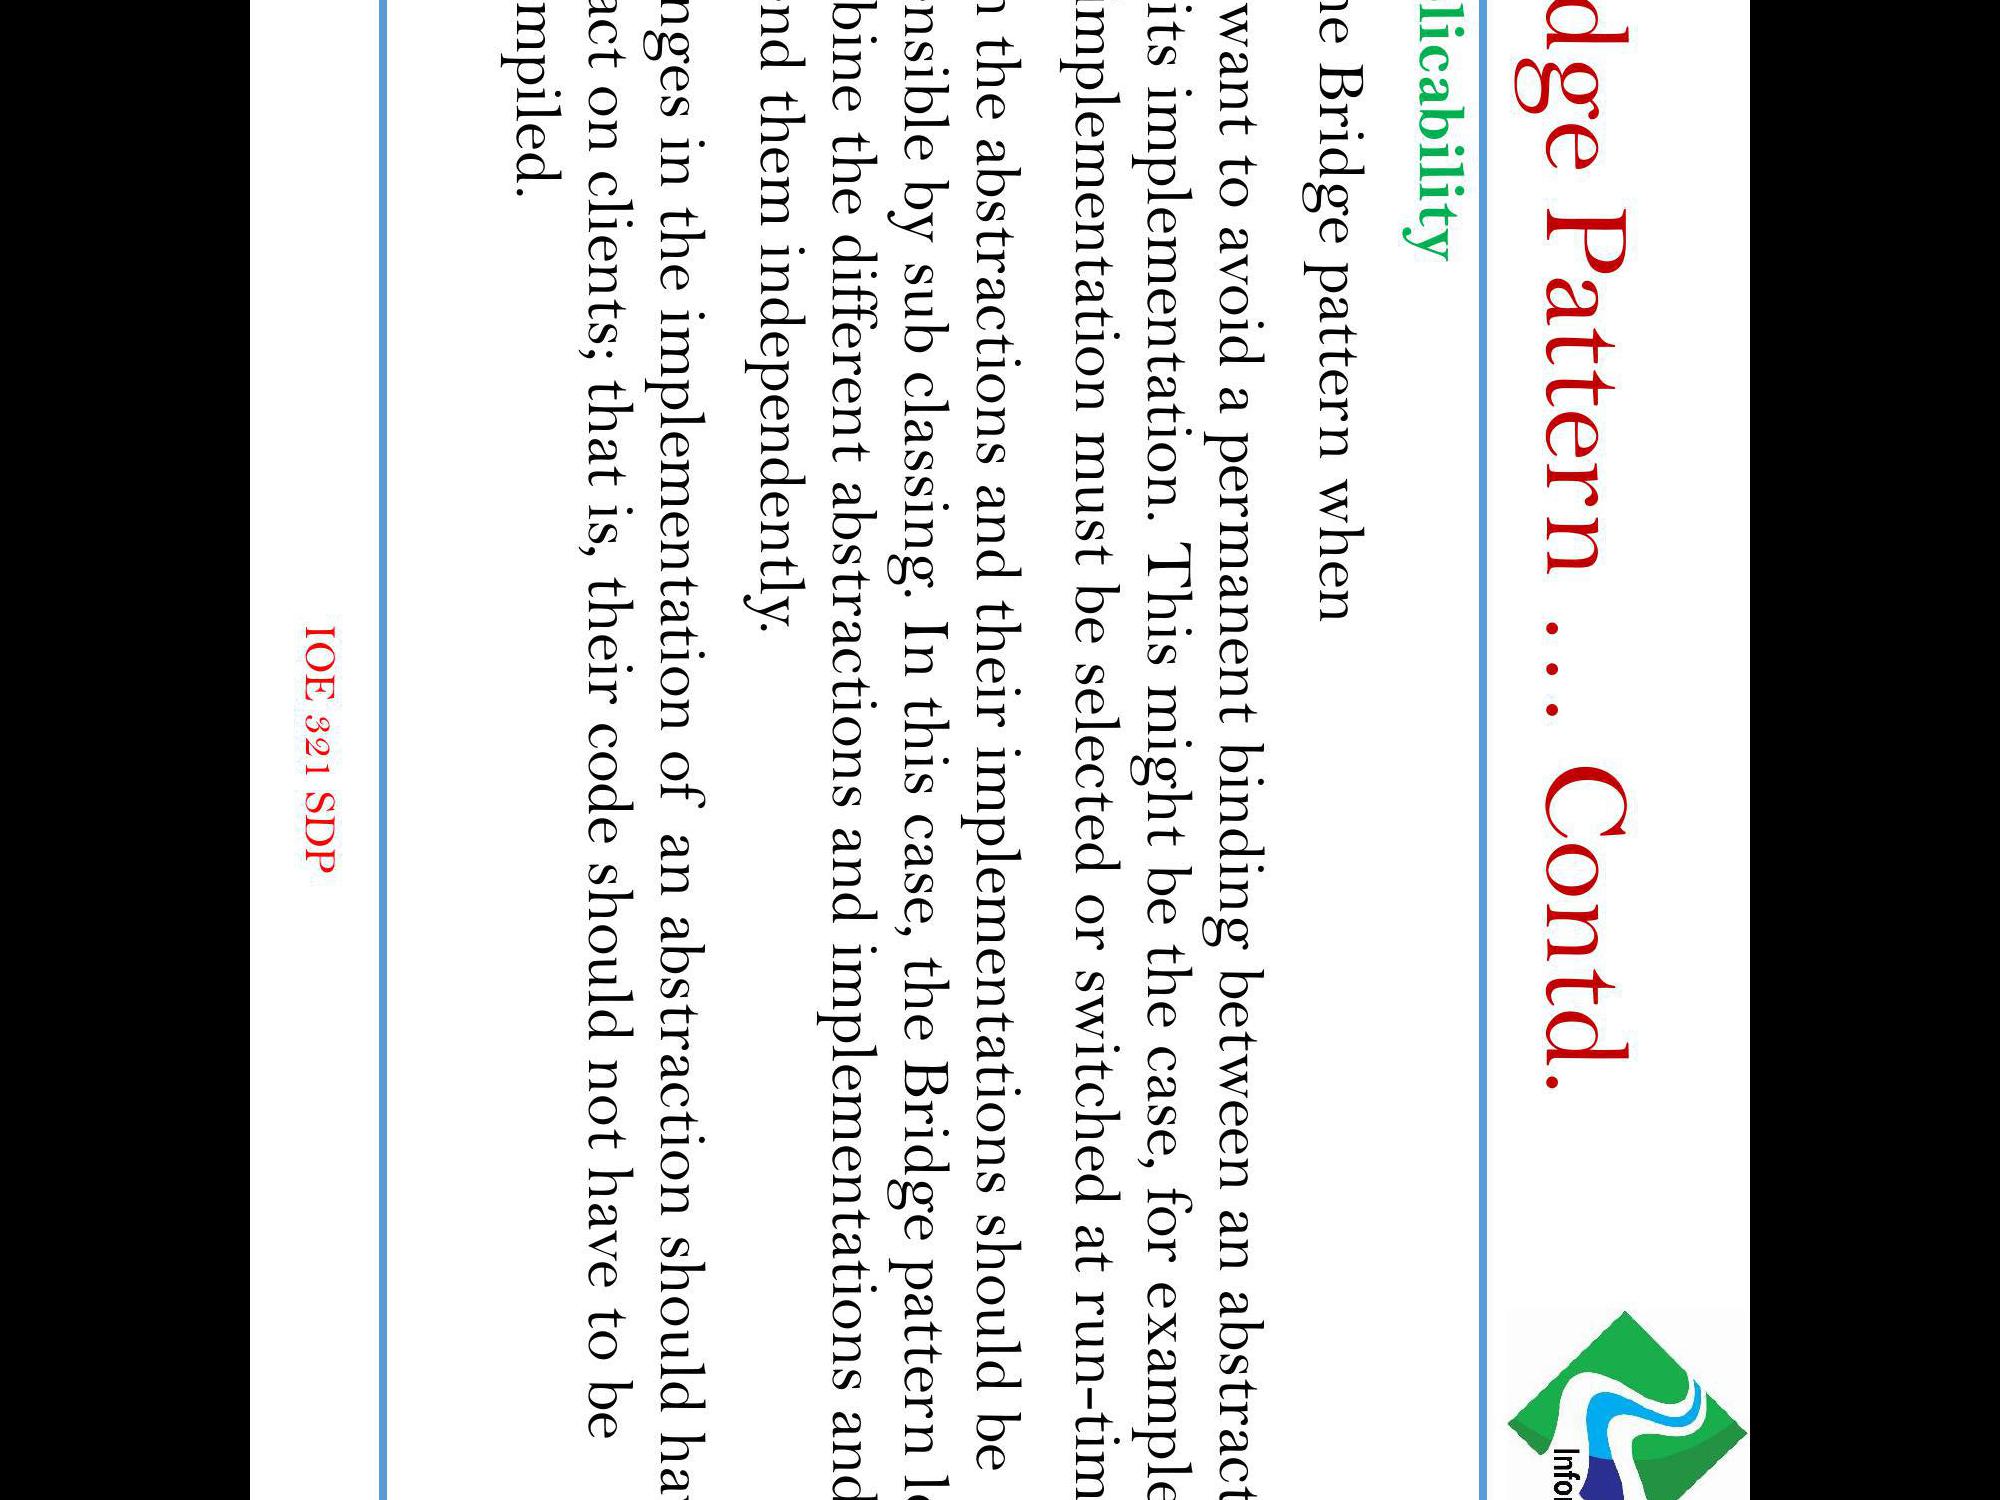 dge Pattern ... Contd.
licability
ne Bridge pattern when
want to avoid a permanent binding between an abstract
its implementation. This might be the case, for example
implementation must be selected or switched at run-tim
n the abstractions and their implementations should be
nsible by sub classing. In this case, the Bridge pattern le
bine the different abstractions and implementations and
nd them independently.
nges in the implementation of an abstraction should hav
act on clients; that is, their code should not have to be
mpiled.
IOE 321 SDP
Infor